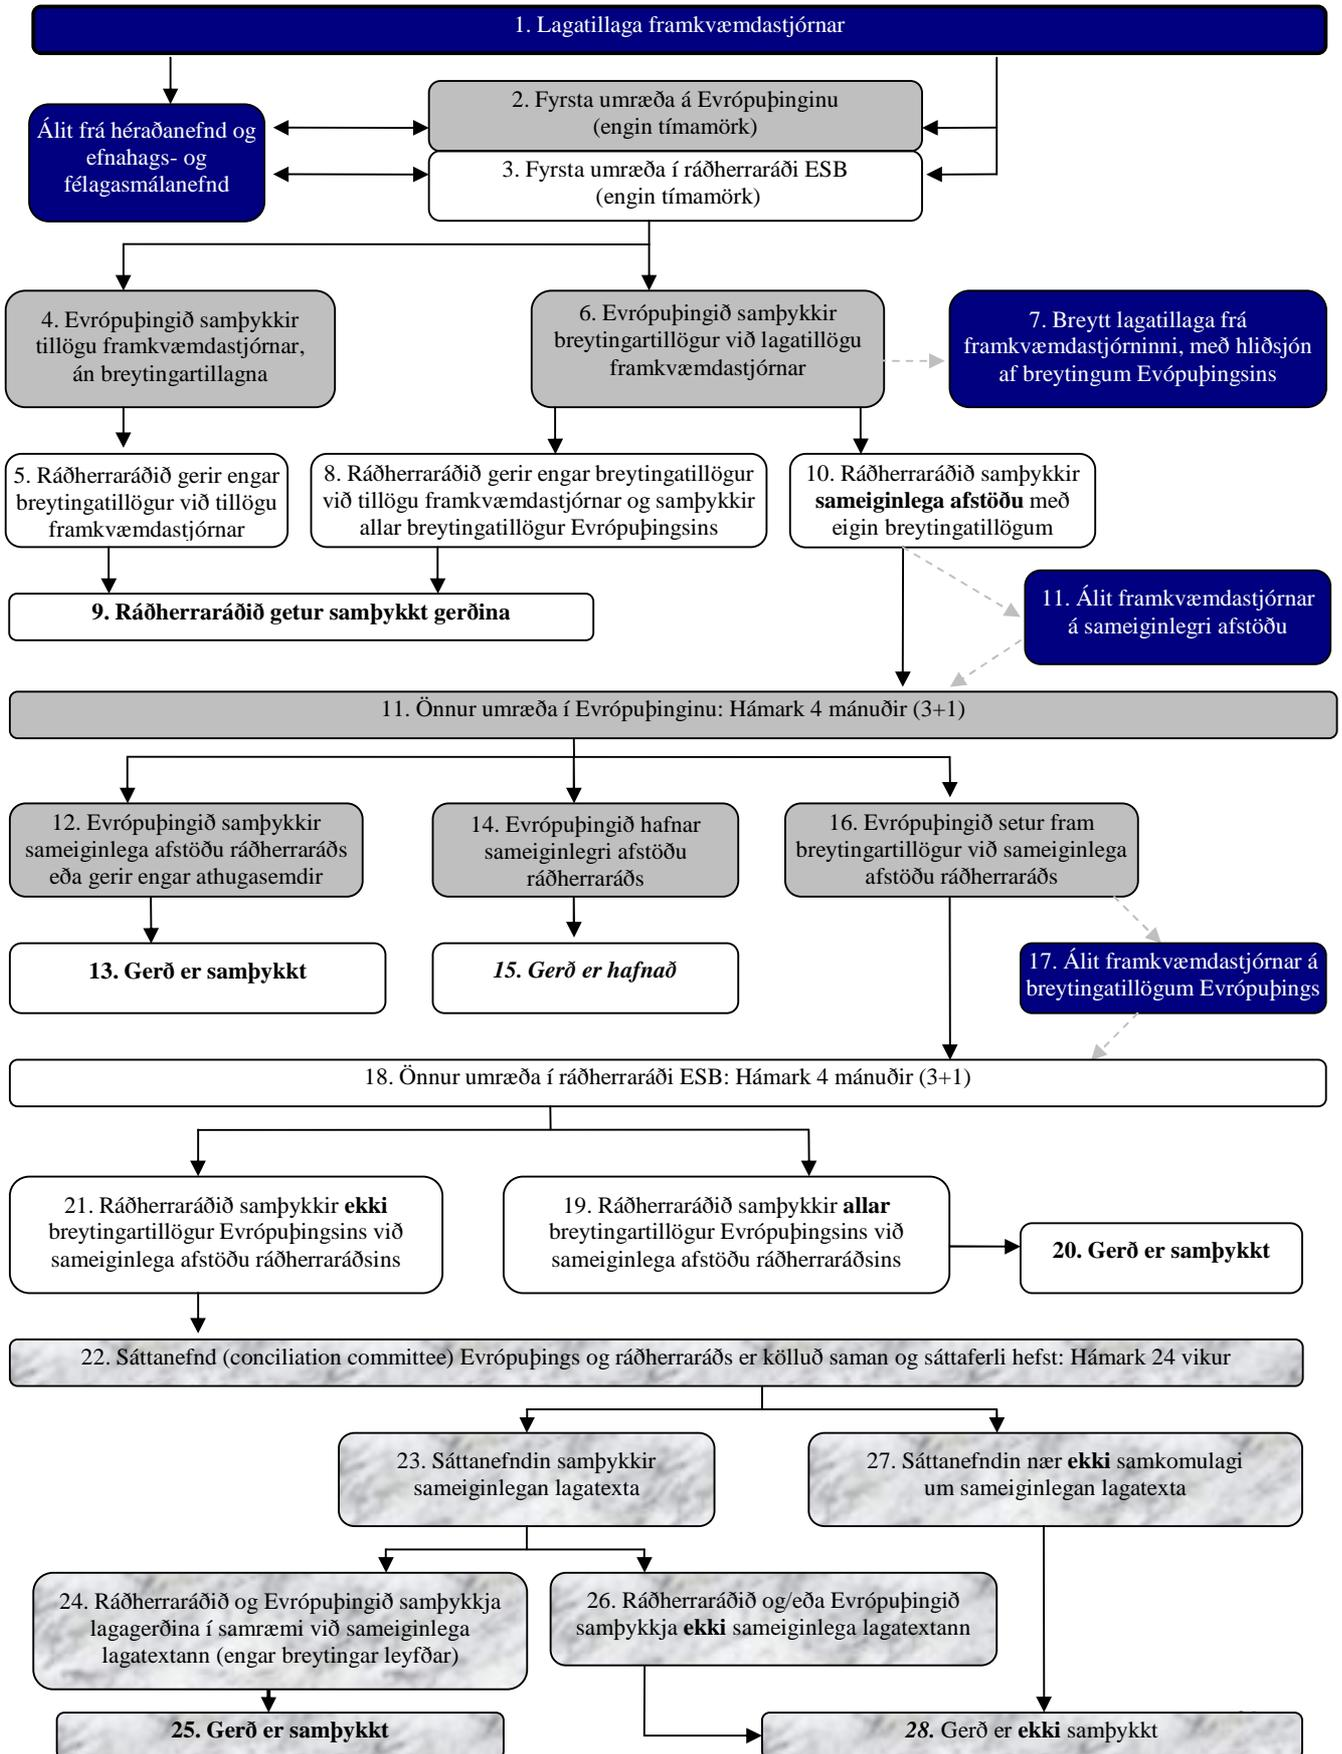 1. Lagatillaga framkvæmdastjórnar
2. Fyrsta umræða á Evrópuþinginu
(engin tímamörk)
Álit frá héraðanefnd og
efnahags- og
félagasmálanefnd
3. Fyrsta umræða í ráðherraráði ESB
(engin tímamörk)
4. Evrópuþingið samþykkir
tillögu framkvæmdastjórnar,
án breytingartillagna
6. Evrópuþingið samþykkir
breytingartillögur við lagatillögu
framkvæmdastjórnar
7. Breytt lagatillaga frá
framkvæmdastjórninni, með hliðsjón
af breytingum Evópuþingsins
5. Ráðherraráðið gerir engar
breytingatillögur við tillögu
framkvæmdastjórnar
8. Ráðherraráðið gerir engar breytingatillögur
við tillögu framkvæmdastjórnar og samþykkir
allar breytingatillögur Evrópuþingsins
10. Ráðherraráðið samþykkir
sameiginlega afstöðu með
eigin breytingatillögum
9. Ráðherraráðið getur samþykkt gerðina
11. Álit framkvæmdastjórnar
á sameiginlegri afstöðu
11. Önnur umræða í Evrópuþinginu: Hámark 4 mánuðir (3+1)
12. Evrópuþingið samþykkir
sameiginlega afstöðu ráðherraráðs
eða gerir engar athugasemdir
14. Evrópuþingið hafnar
sameiginlegri afstöðu
ráðherraráðs
16. Evrópuþingið setur fram
breytingartillögur við sameiginlega
afstöðu ráðherraráðs
13. Gerð er samþykkt
15. Gerð er hafnað
17. Álit framkvæmdastjórnar á
breytingatillögum Evrópuþings
18. Önnur umræða í ráðherraráði ESB: Hámark 4 mánuðir (3+1)
21. Ráðherraráðið samþykkir ekki
breytingartillögur Evrópuþingsins við
sameiginlega afstöðu ráðherraráðsins
19. Ráðherraráðið samþykkir allar
breytingartillögur Evrópuþingsins við
sameiginlega afstöðu ráðherraráðsins
20. Gerð er samþykkt
22. Sáttanefnd (conciliation committee) Evrópuþings og ráðherraráðs er kölluð saman og sáttaferli hefst: Hámark 24 vikur
23. Sáttanefndin samþykkir
sameiginlegan lagatexta
27. Sáttanefndin nær ekki samkomulagi
um sameiginlegan lagatexta
24. Ráðherraráðið og Evrópuþingið samþykkja
lagagerðina í samræmi við sameiginlega
lagatextann (engar breytingar leyfðar)
26. Ráðherraráðið og/eða Evrópuþingið
samþykkja ekki sameiginlega lagatextann
25. Gerð er samþykkt
28. Gerð er ekki samþykkt